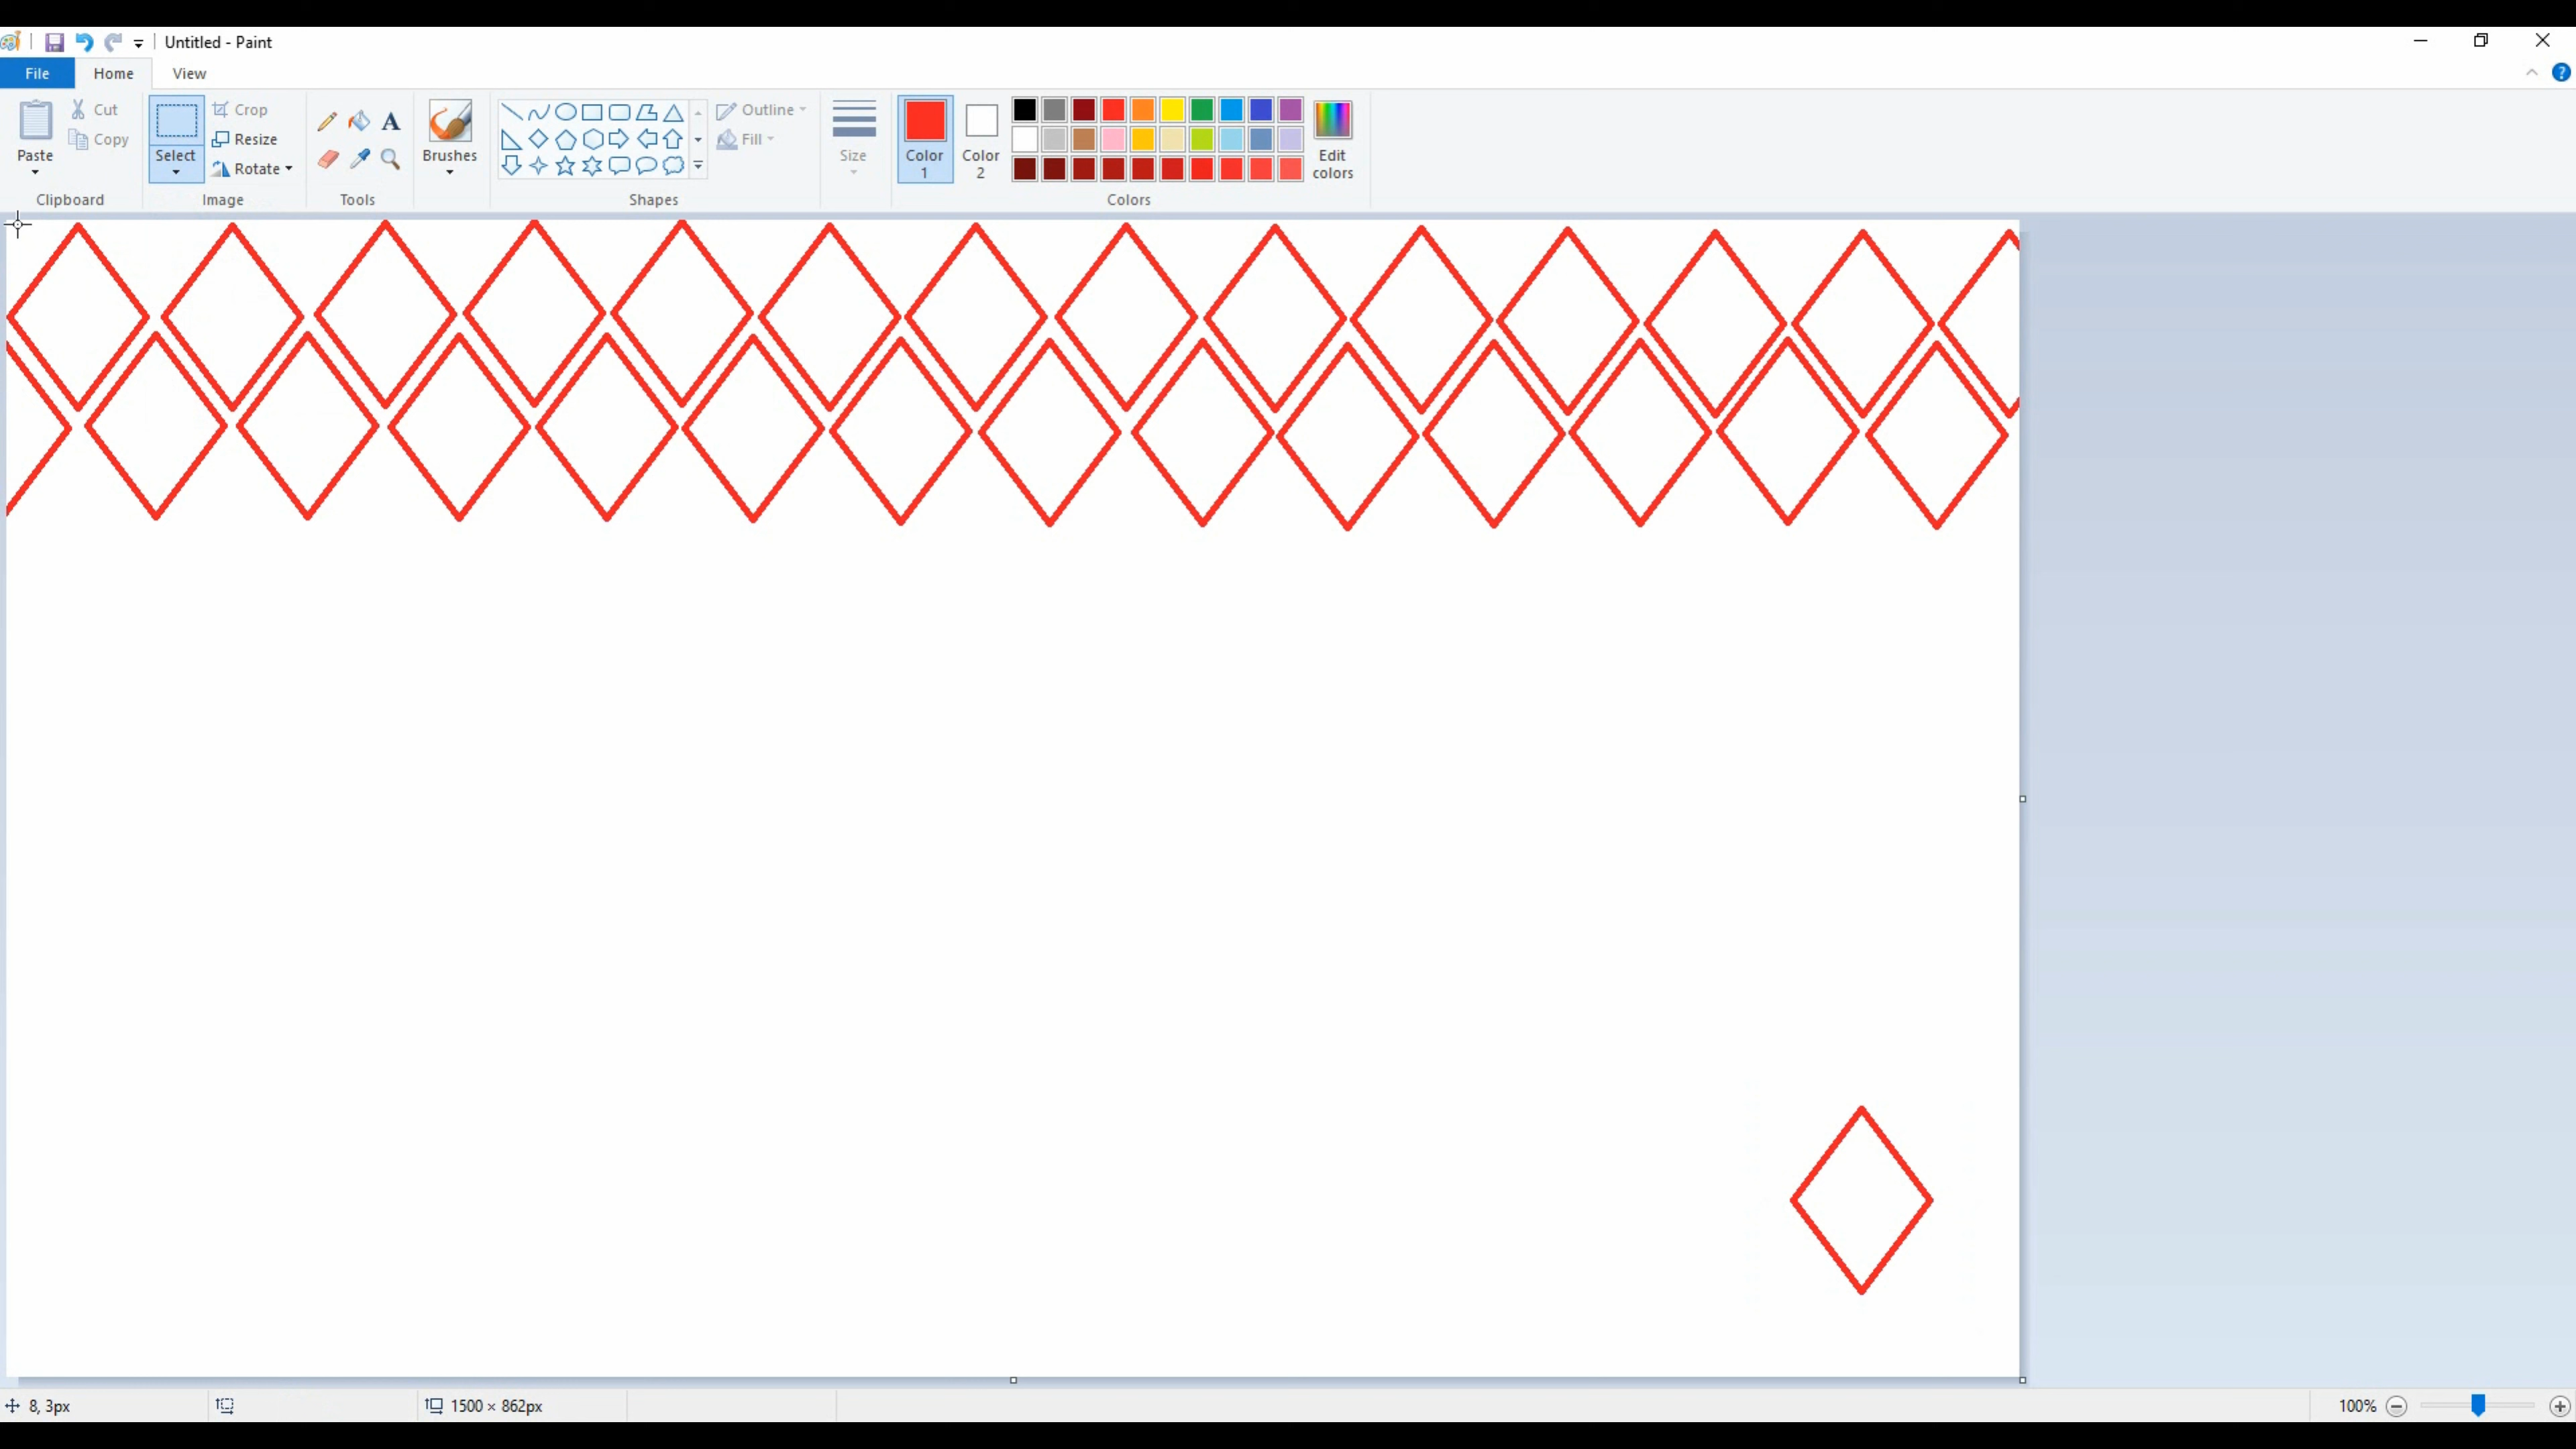 Untitled - Paint
File Home View
Paste
Cut
Copy
Clipboard
Select
Crop
Resize
Rotate
Image
A
Tools
Brushes
Shapes
Outline
Fill
Size
Color 1
Color 2
Edit colors
Colors
?
8, 3px
1500 × 862px
100%